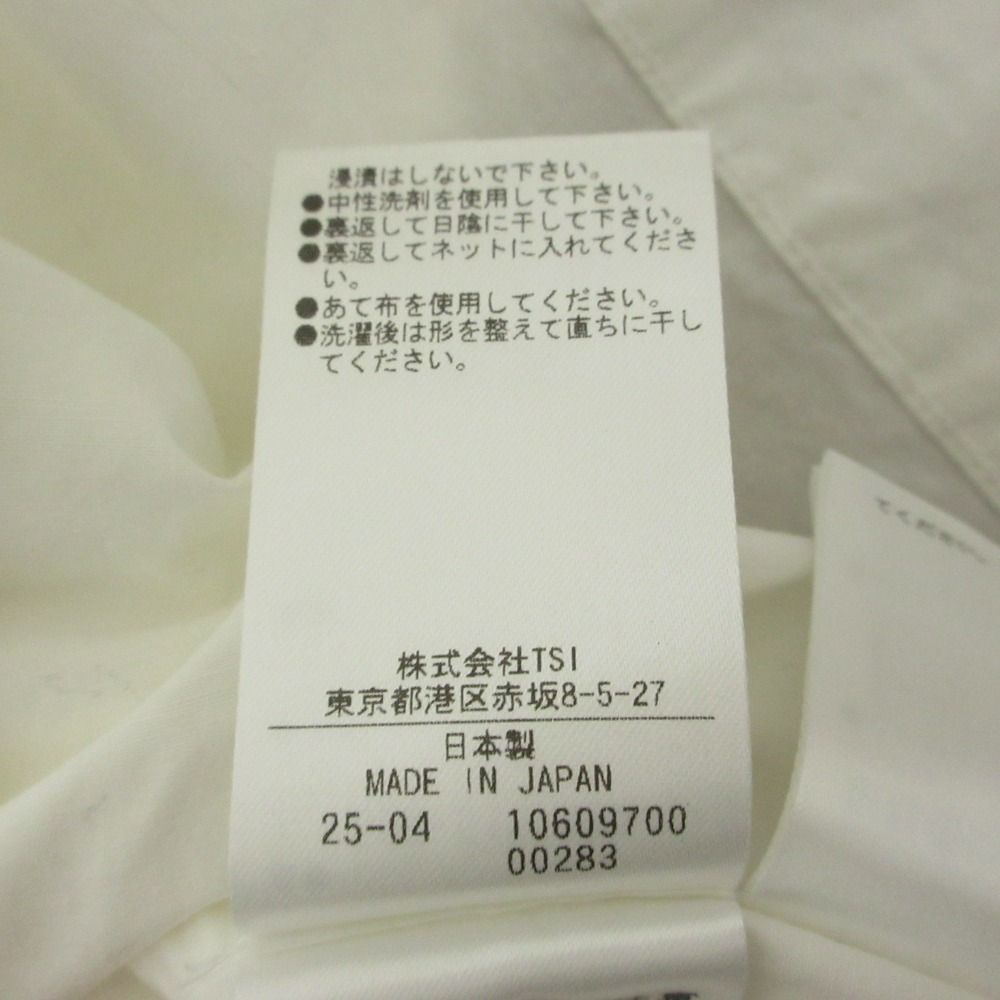 浸漬はしないで下さい。
●中性洗剤を使用して下さい。
●裏返して日陰に干して下さい。
●裏返してネットに入れてくださ
い。
●あて布を使用してください。
●洗濯後は形を整えて直ちに干し
てください。
株式会社TSI
東京都港区赤坂8-5-27
日本製
MADE IN JAPAN
25-04 10609700
00283